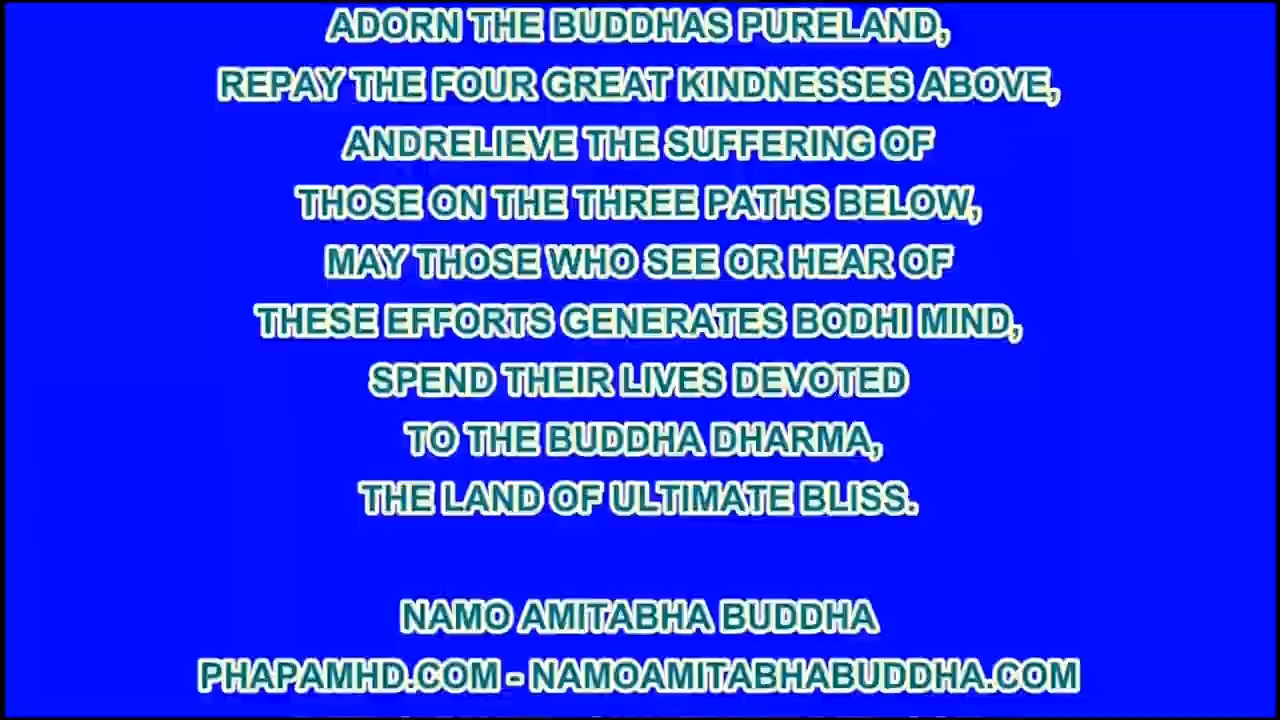 ADORN THE BUDDHAS PURELAND,
REPAY THE FOUR GREAT KINDNESSES ABOVE,
ANDRELIEVE THE SUFFERING OF
THOSE ON THE THREE PATHS BELOW,
MAY THOSE WHO SEE OR HEAR OF
THESE EFFORTS GENERATES BODHI MIND,
SPEND THEIR LIVES DEVOTED
TO THE BUDDHA DHARMA,
THE LAND OF ULTIMATE BLISS.
NAMO AMITABHA BUDDHA
PHAPAMHD.COM - NAMOAMITABHABUDDHA.COM